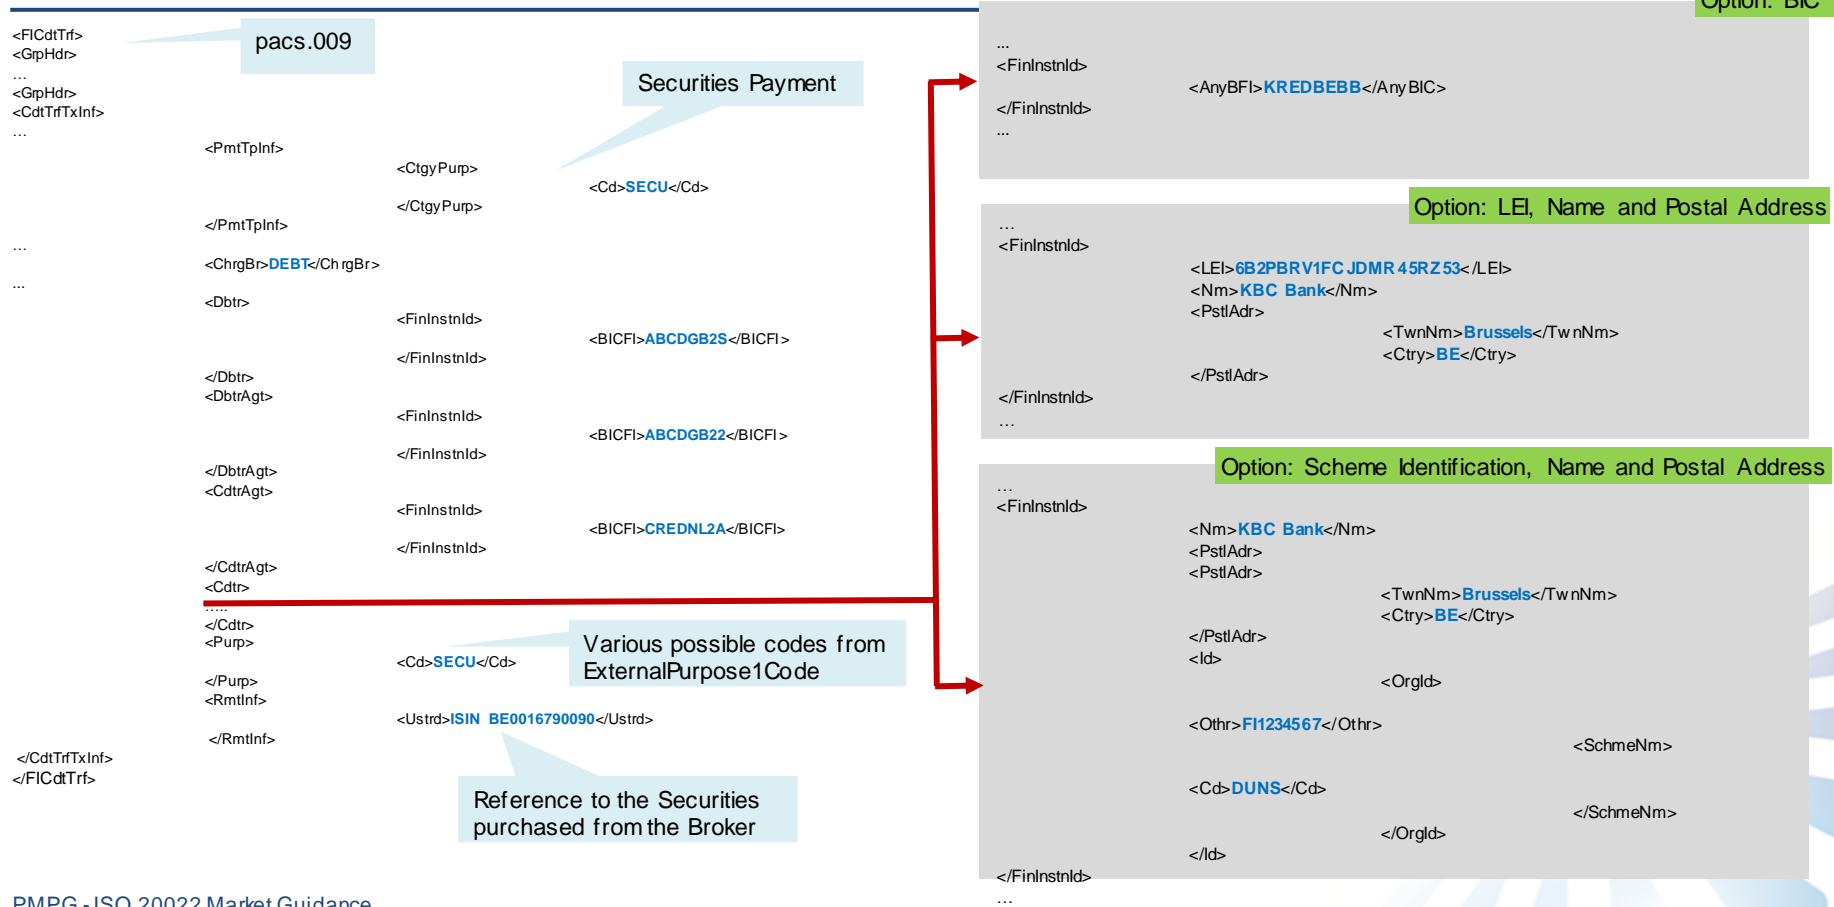 <FICdtTrf>
<GrpHdr>
…
<GrpHdr>
<CdtTrfTxInf>
…
<PmtTpInf>
<CtgyPurp>
<Cd>SECU</Cd>
</CtgyPurp>
</PmtTpInf>
…
<ChrgBr>DEBT</ChrgBr>
...
<Dbtr>
<FinInstnId>
<BICFI>ABCDGB2S</BICFI>
</FinInstnId>
</Dbtr>
<DbtrAgt>
<FinInstnId>
<BICFI>ABCDGB22</BICFI>
</FinInstnId>
</DbtrAgt>
<CdtrAgt>
<FinInstnId>
<BICFI>CREDNL2A</BICFI>
</FinInstnId>
</CdtrAgt>
<Cdtr>
…..
</Cdtr>
<Purp>
<Cd>SECU</Cd>
</Purp>
<RmtInf>
<Ustrd>ISIN BE0016790090</Ustrd>
</RmtInf>
</CdtTrfTxInf>
</FICdtTrf>
pacs.009
Securities Payment
Various possible codes from
ExternalPurpose1Code
Reference to the Securities
purchased from the Broker
Option: BIC
...
<FinInstnId>
<AnyBFI>KREDBEBB</AnyBIC>
</FinInstnId>
...
Option: LEI, Name and Postal Address
…
<FinInstnId>
<LEI>6B2PBRV1FCJDMR45RZ53</LEI>
<Nm>KBC Bank</Nm>
<PstlAdr>
<TwnNm>Brussels</TwnNm>
<Ctry>BE</Ctry>
</PstlAdr>
</FinInstnId>
…
Option: Scheme Identification, Name and Postal Address
…
<FinInstnId>
<Nm>KBC Bank</Nm>
<PstlAdr>
<PstlAdr>
<TwnNm>Brussels</TwnNm>
<Ctry>BE</Ctry>
</PstlAdr>
<Id>
<OrgId>
<Othr>FI1234567</Othr>
<SchmeNm>
<Cd>DUNS</Cd>
</SchmeNm>
</OrgId>
</Id>
</FinInstnId>
…
PMPG - ISO 20022 Market Guidance